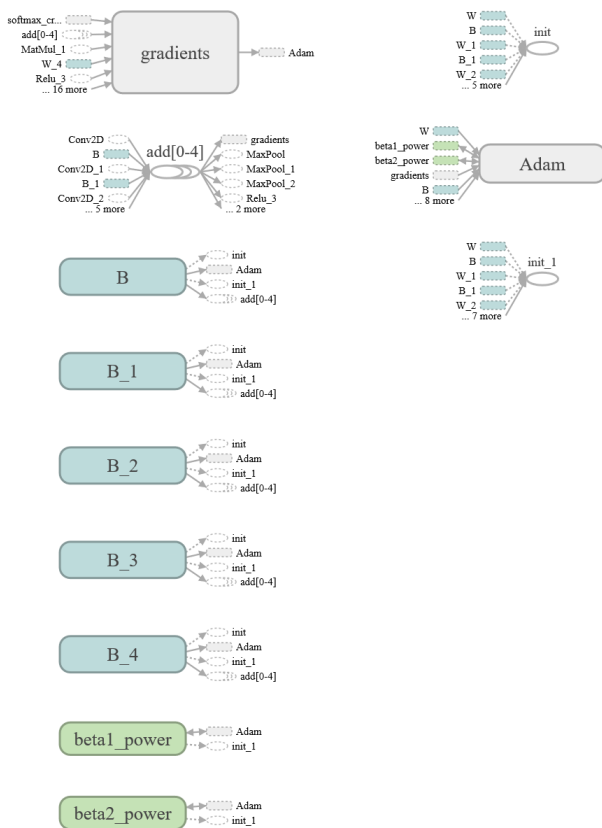 softmax_cr...
add[0-4]
MatMul_1
W_4
Relu_3
... 16 more
gradients
Adam
W
B
W_1
B_1
W_2
... 5 more
init
Conv2D
B
Conv2D_1
B_1
Conv2D_2
... 5 more
add[0-4]
gradients
MaxPool
MaxPool_1
MaxPool_2
Relu_3
... 2 more
W
beta1_power
beta2_power
gradients
B
... 8 more
Adam
B
init
Adam
init_1
add[0-4]
W
B
W_1
B_1
W_2
... 7 more
init_1
B_1
init
Adam
init_1
add[0-4]
B_2
init
Adam
init_1
add[0-4]
B_3
init
Adam
init_1
add[0-4]
B_4
init
Adam
init_1
add[0-4]
beta1_power
Adam
init_1
beta2_power
Adam
init_1